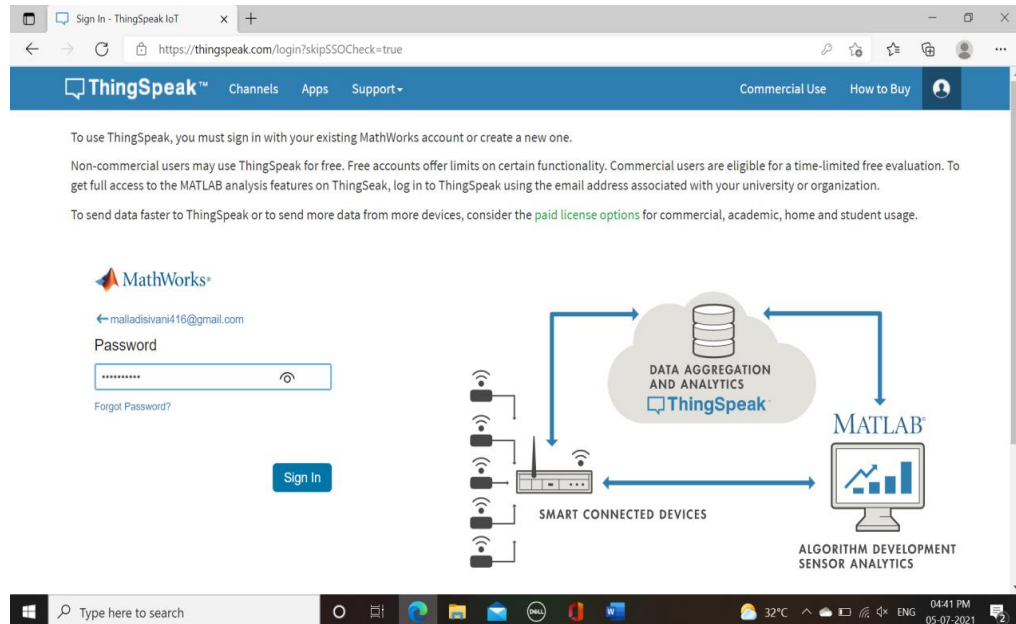 Sign In - ThingSpeak IoT
https://thingspeak.com/login?skipSSOCheck=true
ThingSpeak™ Channels Apps Support Commercial Use How to Buy
To use ThingSpeak, you must sign in with your existing MathWorks account or create a new one.
Non-commercial users may use ThingSpeak for free. Free accounts offer limits on certain functionality. Commercial users are eligible for a time-limited free evaluation. To
get full access to the MATLAB analysis features on ThingSeak, log in to ThingSpeak using the email address associated with your university or organization.
To send data faster to ThingSpeak or to send more data from more devices, consider the paid license options for commercial, academic, home and student usage.
MathWorks®
malladisivani416@gmail.com
Password
••••••••••
Forgot Password?
Sign In
DATA AGGREGATION
AND ANALYTICS
ThingSpeak™
MATLAB®
SMART CONNECTED DEVICES
ALGORITHM DEVELOPMENT
SENSOR ANALYTICS
Type here to search
DELL
W
32°C
ENG
04:41 PM
05-07-2021
2